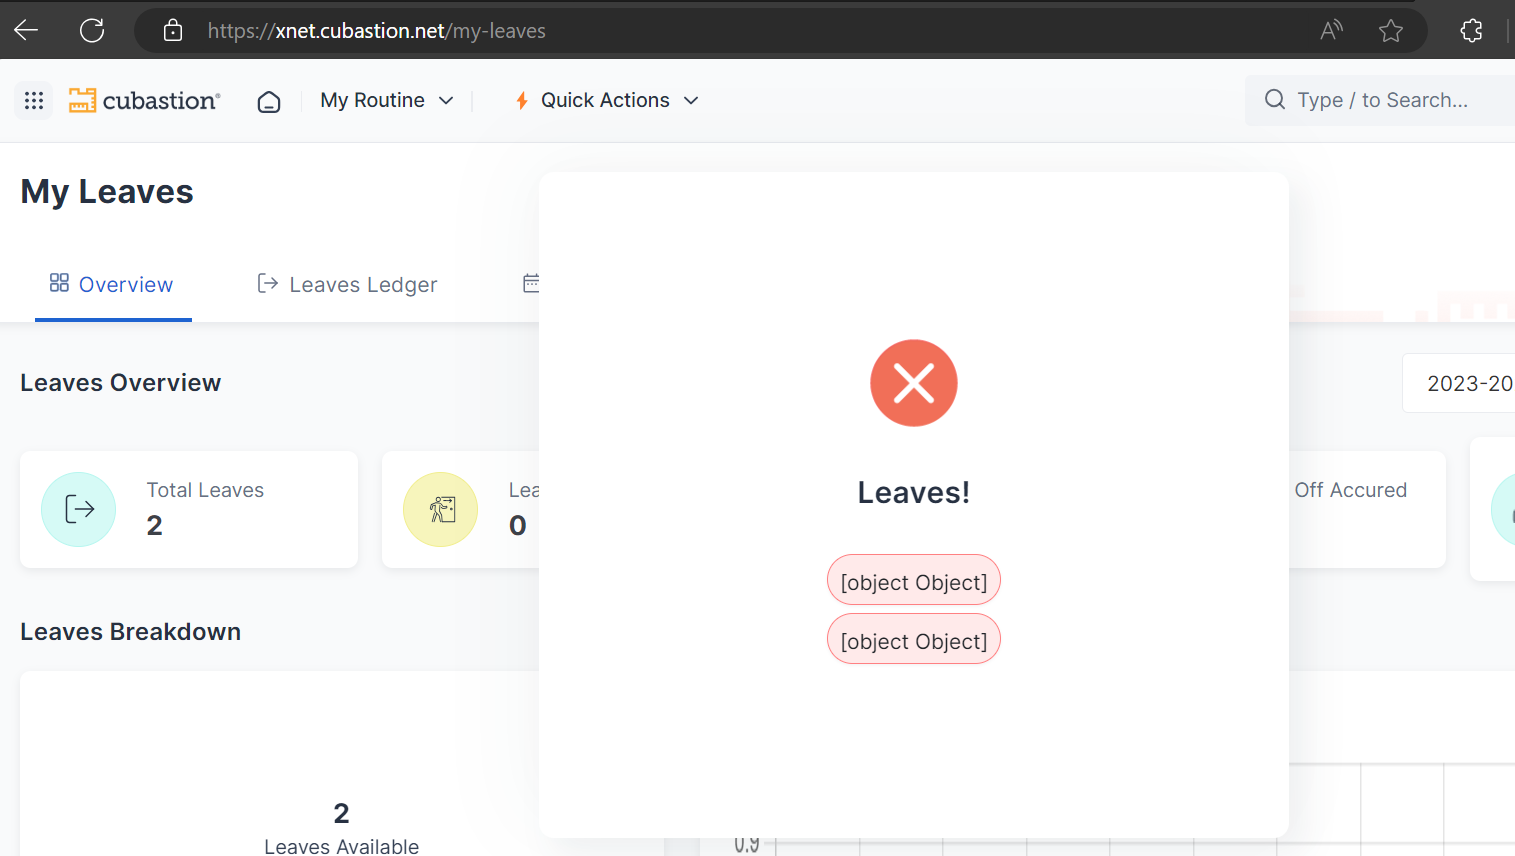 https://xnet.cubastion.net/my-leaves
cubastion®
My Routine
Quick Actions
Type / to Search...
My Leaves
Overview
Leaves Ledger
Leaves Overview
2023-20
Total Leaves
2
Lea
0
Off Accured
Leaves!
[object Object]
[object Object]
Leaves Breakdown
2
Leaves Available
0.9